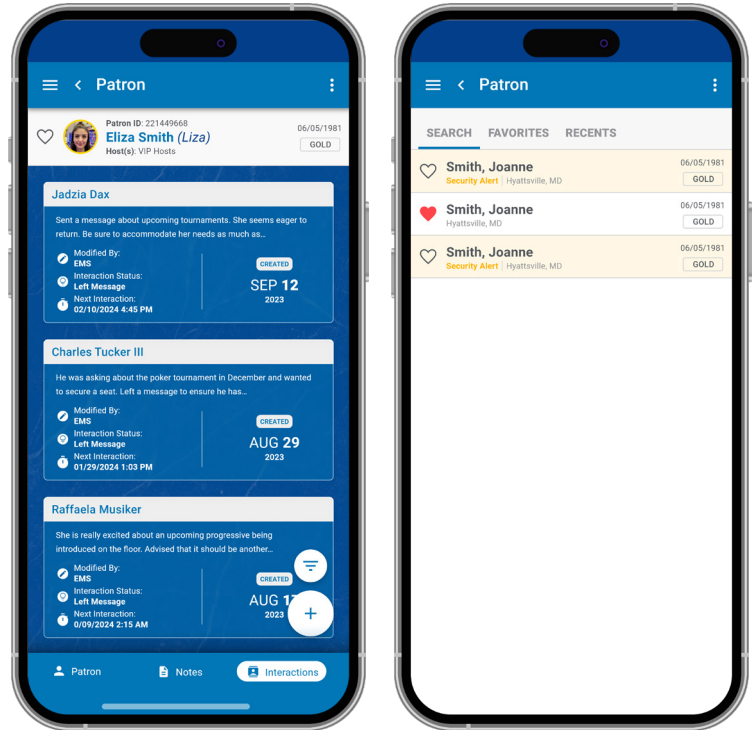 Patron
Patron ID: 221449668
Eliza Smith (Liza)
Host(s): VIP Hosts
06/05/1981
GOLD
Jadzia Dax
Sent a message about upcoming tournaments. She seems eager to
return. Be sure to accommodate her needs as much as...
Modified By:
EMS
Interaction Status:
Left Message
Next Interaction:
02/10/2024 4:45 PM
CREATED
SEP 12
2023
Charles Tucker III
He was asking about the poker tournament in December and wanted
to secure a seat. Left a message to ensure he has...
Modified By:
EMS
Interaction Status:
Left Message
Next Interaction:
01/29/2024 1:03 PM
CREATED
AUG 29
2023
Raffaela Musiker
She is really excited about an upcoming progressive being
introduced on the floor. Advised that it should be another...
Modified By:
EMS
Interaction Status:
Left Message
Next Interaction:
0/09/2024 2:15 AM
CREATED
AUG
2023
Patron
Notes
Interactions
Patron
SEARCH FAVORITES RECENTS
Smith, Joanne
Security Alert | Hyattsville, MD
06/05/1981
GOLD
Smith, Joanne
Hyattsville, MD
06/05/1981
GOLD
Smith, Joanne
Security Alert | Hyattsville, MD
06/05/1981
GOLD